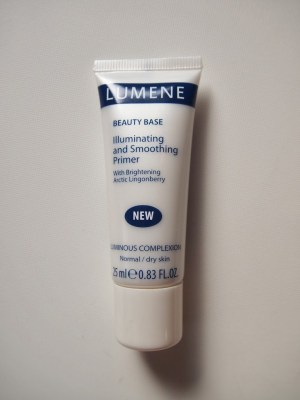 LUMENE
BEAUTY BASE
Illuminating
and Smoothing
Primer
With Brightening
Arctic Lingonberry
NEW
LUMINOUS COMPLEXION
Normal / dry skin
25 ml ℮ 0.83 FL.OZ.